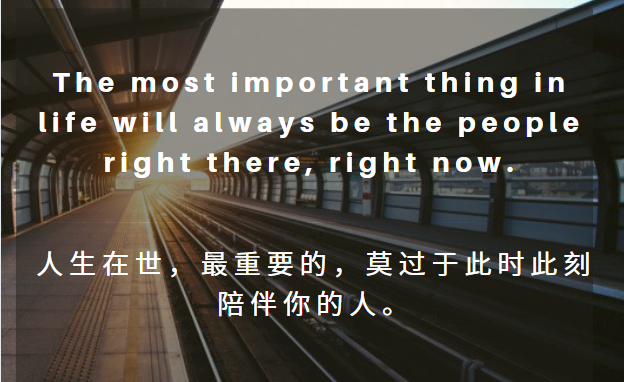 The most important thing in
life will always be the people
right there, right now.
人生在世，最重要的，莫过于此时此刻
陪伴你的人。